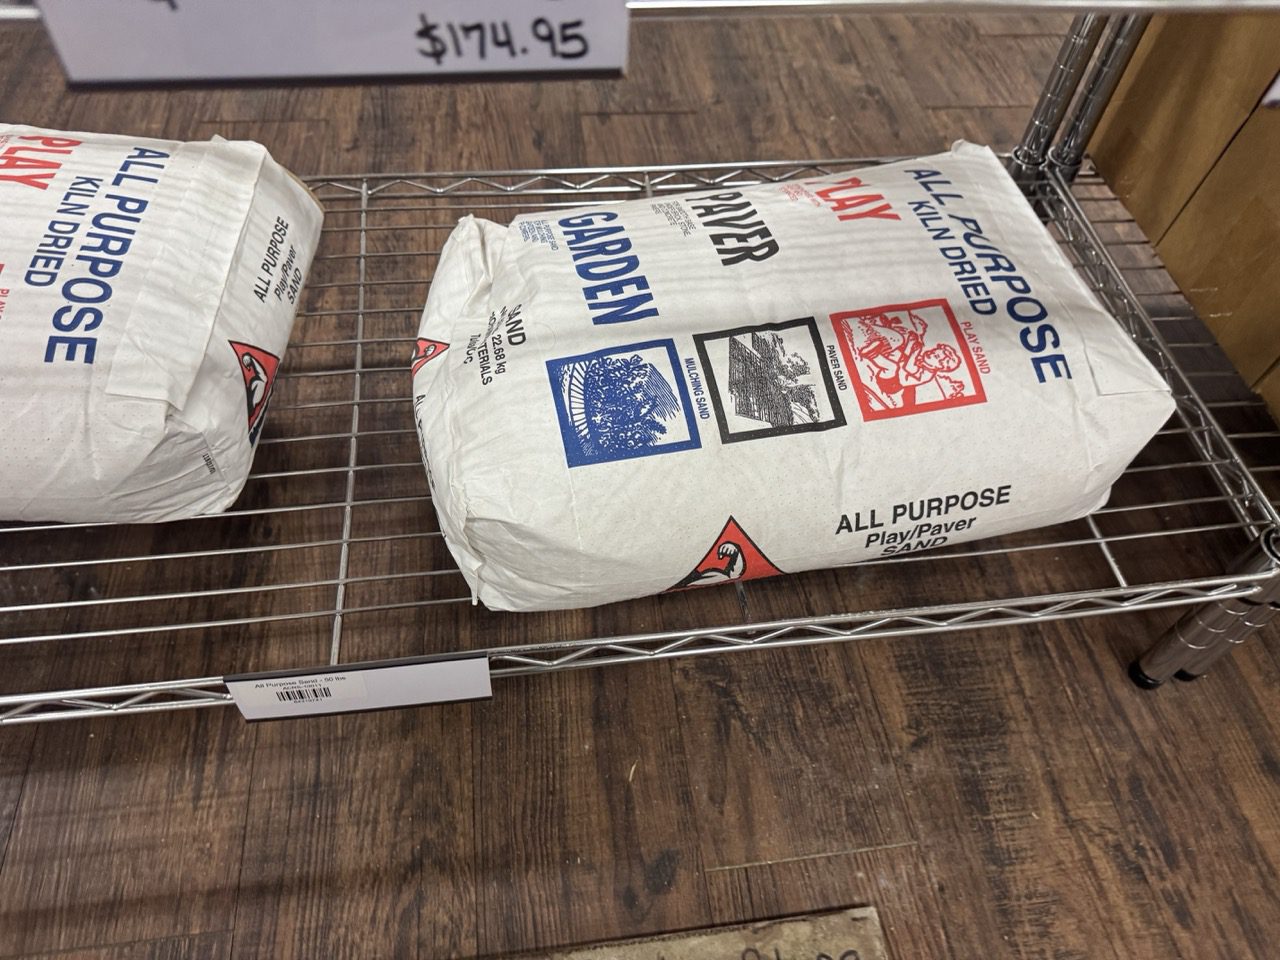 $174.95
PLAY
ALL PURPOSE
KILN DRIED
ALL PURPOSE
Play/Paver
SAND
GARDEN
PAVER
PLAY
ALL PURPOSE
KILN DRIED
MULCHING SAND
PAVER SAND
PLAY SAND
SAND
22.68 kg
ALL PURPOSE
Play/Paver
SAND
All Purpose Sand - 50 lbs